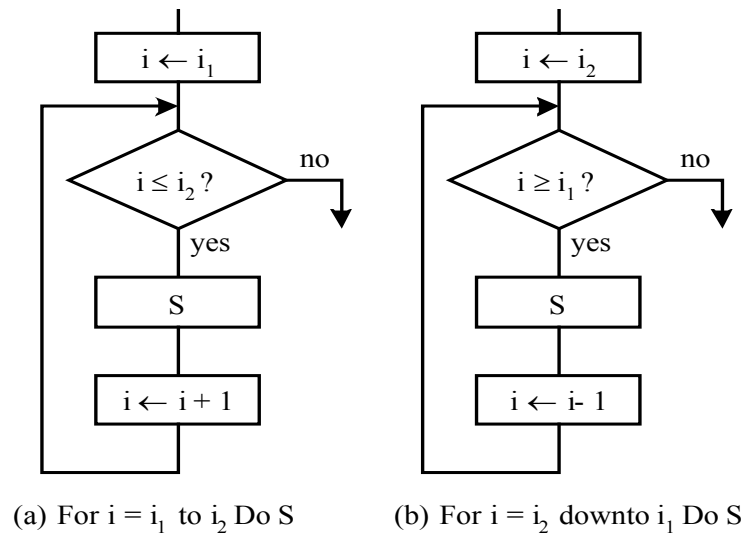 i ← i₁
i ≤ i₂ ?
no
yes
S
i ← i + 1
(a) For i = i₁ to i₂ Do S
i ← i₂
i ≥ i₁ ?
no
yes
S
i ← i- 1
(b) For i = i₂ downto i₁ Do S